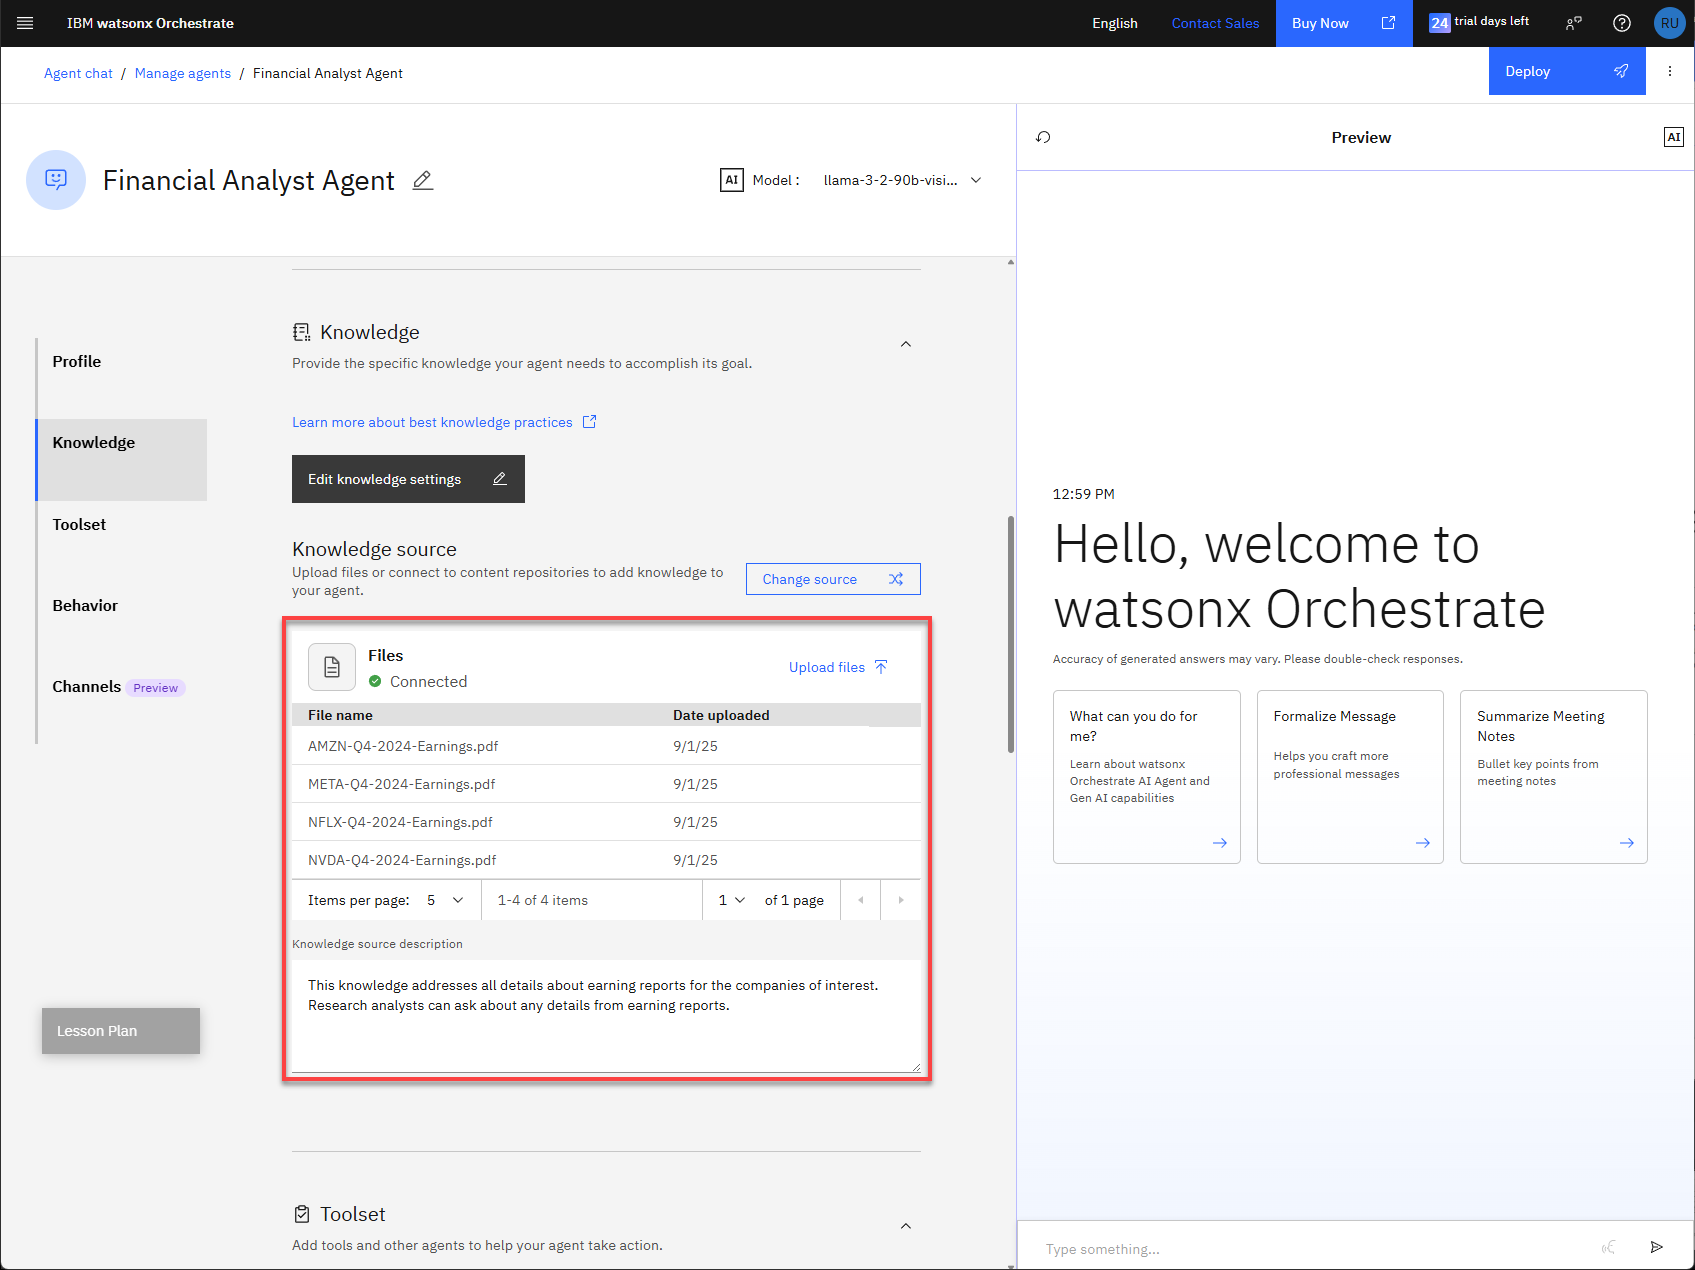 IBM watsonx Orchestrate
English
Contact Sales
Buy Now
24 trial days left
RU
Agent chat / Manage agents / Financial Analyst Agent
Deploy
Financial Analyst Agent
AI Model : llama-3-2-90b-visi...
Profile
Knowledge
Toolset
Behavior
Channels Preview
Lesson Plan
Knowledge
Provide the specific knowledge your agent needs to accomplish its goal.
Learn more about best knowledge practices
Edit knowledge settings
Knowledge source
Upload files or connect to content repositories to add knowledge to
your agent.
Change source
Files
Connected
Upload files
File name Date uploaded
AMZN-Q4-2024-Earnings.pdf 9/1/25
META-Q4-2024-Earnings.pdf 9/1/25
NFLX-Q4-2024-Earnings.pdf 9/1/25
NVDA-Q4-2024-Earnings.pdf 9/1/25
Items per page: 5 1-4 of 4 items 1 of 1 page
Knowledge source description
This knowledge addresses all details about earning reports for the companies of interest.
Research analysts can ask about any details from earning reports.
Toolset
Add tools and other agents to help your agent take action.
Preview
AI
12:59 PM
Hello, welcome to
watsonx Orchestrate
Accuracy of generated answers may vary. Please double-check responses.
What can you do for
me?
Learn about watsonx
Orchestrate AI Agent and
Gen AI capabilities
Formalize Message
Helps you craft more
professional messages
Summarize Meeting
Notes
Bullet key points from
meeting notes
Type something...